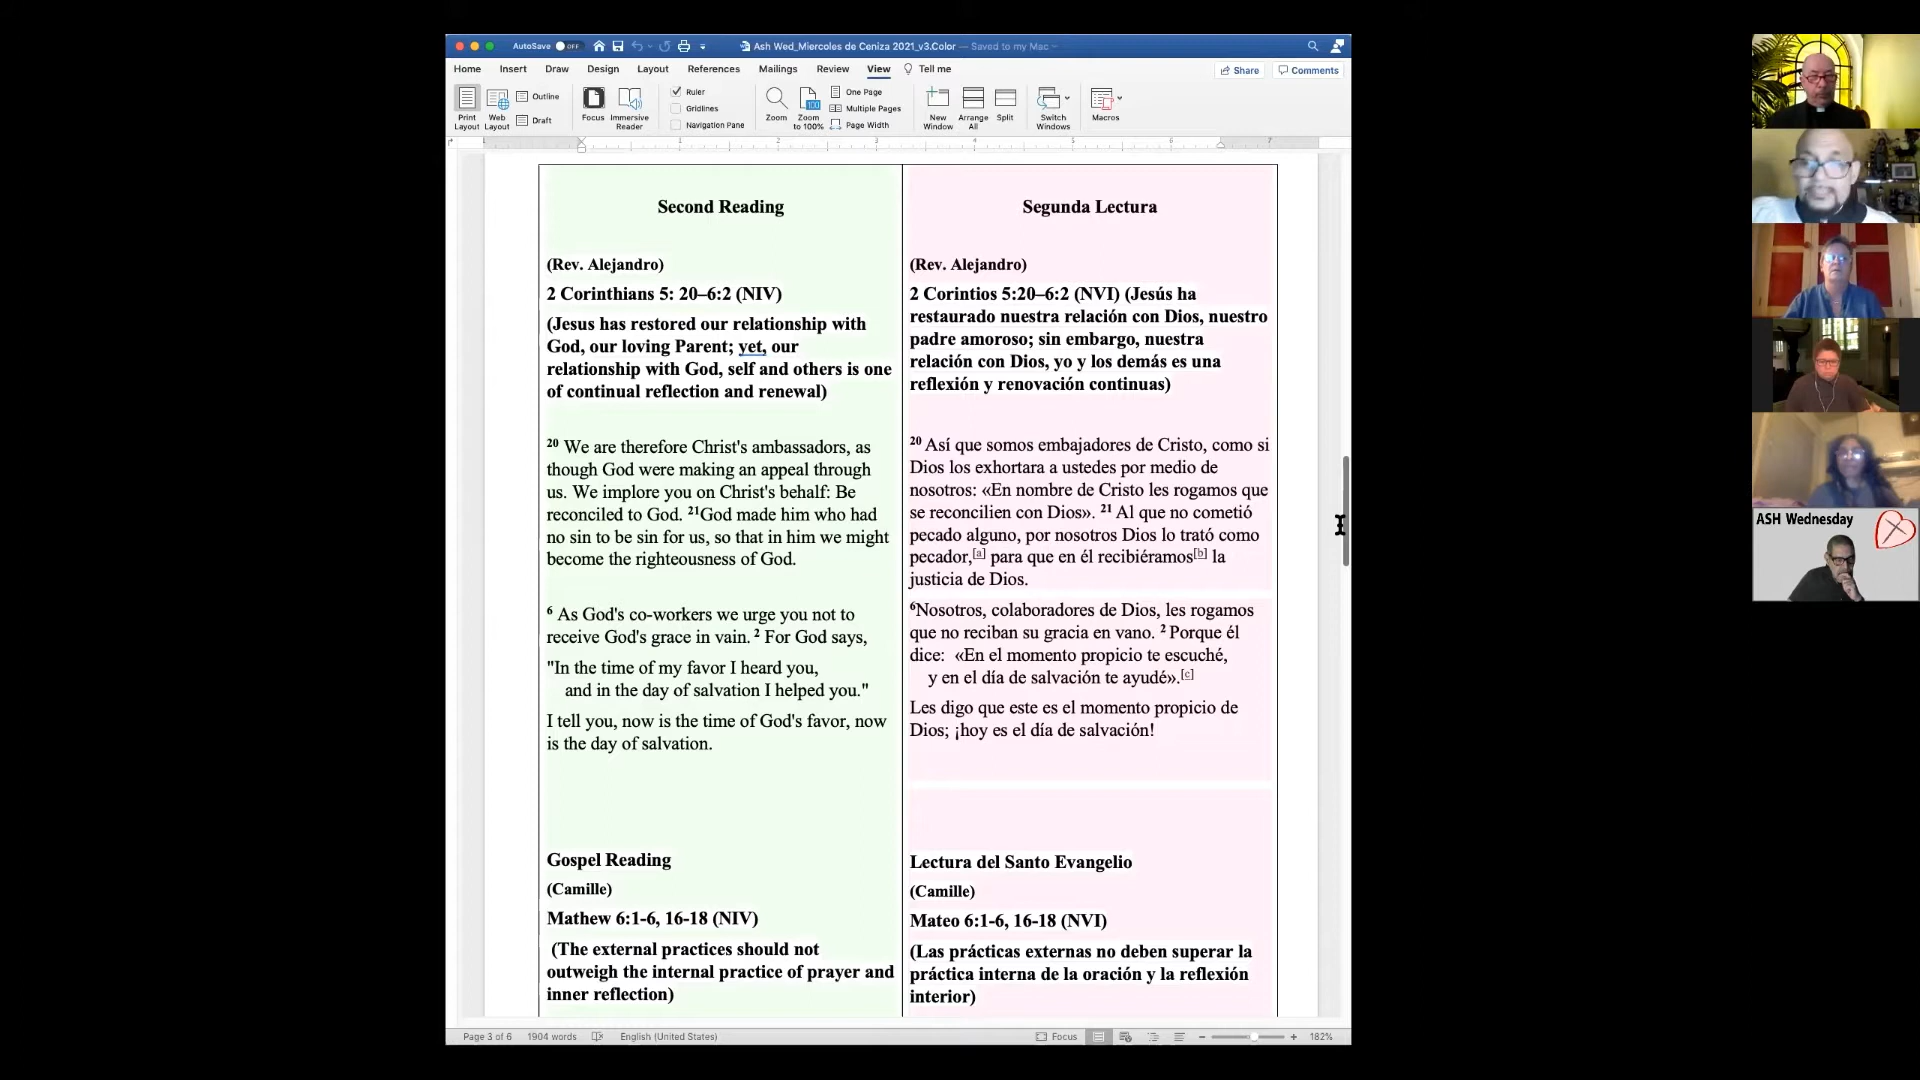 AutoSave OFF
Ash Wed_Miercoles de Ceniza 2021_v3.Color — Saved to my Mac
Home Insert Draw Design Layout References Mailings Review View Tell me
Share Comments
Print Layout
Web Layout
Outline
Draft
Focus
Immersive Reader
Ruler
Gridlines
Navigation Pane
Zoom
Zoom to 100%
One Page
Multiple Pages
Page Width
New Window
Arrange All
Split
Switch Windows
Macros
Second Reading
(Rev. Alejandro)
2 Corinthians 5: 20–6:2 (NIV)
(Jesus has restored our relationship with
God, our loving Parent; yet, our
relationship with God, self and others is one
of continual reflection and renewal)
20 We are therefore Christ's ambassadors, as
though God were making an appeal through
us. We implore you on Christ's behalf: Be
reconciled to God. 21God made him who had
no sin to be sin for us, so that in him we might
become the righteousness of God.
6 As God's co-workers we urge you not to
receive God's grace in vain. 2 For God says,
"In the time of my favor I heard you,
and in the day of salvation I helped you."
I tell you, now is the time of God's favor, now
is the day of salvation.
Gospel Reading
(Camille)
Mathew 6:1-6, 16-18 (NIV)
(The external practices should not
outweigh the internal practice of prayer and
inner reflection)
Segunda Lectura
(Rev. Alejandro)
2 Corintios 5:20–6:2 (NVI) (Jesús ha
restaurado nuestra relación con Dios, nuestro
padre amoroso; sin embargo, nuestra
relación con Dios, yo y los demás es una
reflexión y renovación continuas)
20 Así que somos embajadores de Cristo, como si
Dios los exhortara a ustedes por medio de
nosotros: «En nombre de Cristo les rogamos que
se reconcilien con Dios». 21 Al que no cometió
pecado alguno, por nosotros Dios lo trató como
pecador,[a] para que en él recibiéramos[b] la
justicia de Dios.
6Nosotros, colaboradores de Dios, les rogamos
que no reciban su gracia en vano. 2 Porque él
dice: «En el momento propicio te escuché,
y en el día de salvación te ayudé».[c]
Les digo que este es el momento propicio de
Dios; ¡hoy es el día de salvación!
Lectura del Santo Evangelio
(Camille)
Mateo 6:1-6, 16-18 (NVI)
(Las prácticas externas no deben superar la
práctica interna de la oración y la reflexión
interior)
ASH Wednesday
Page 3 of 6 1904 words English (United States) Focus 182%